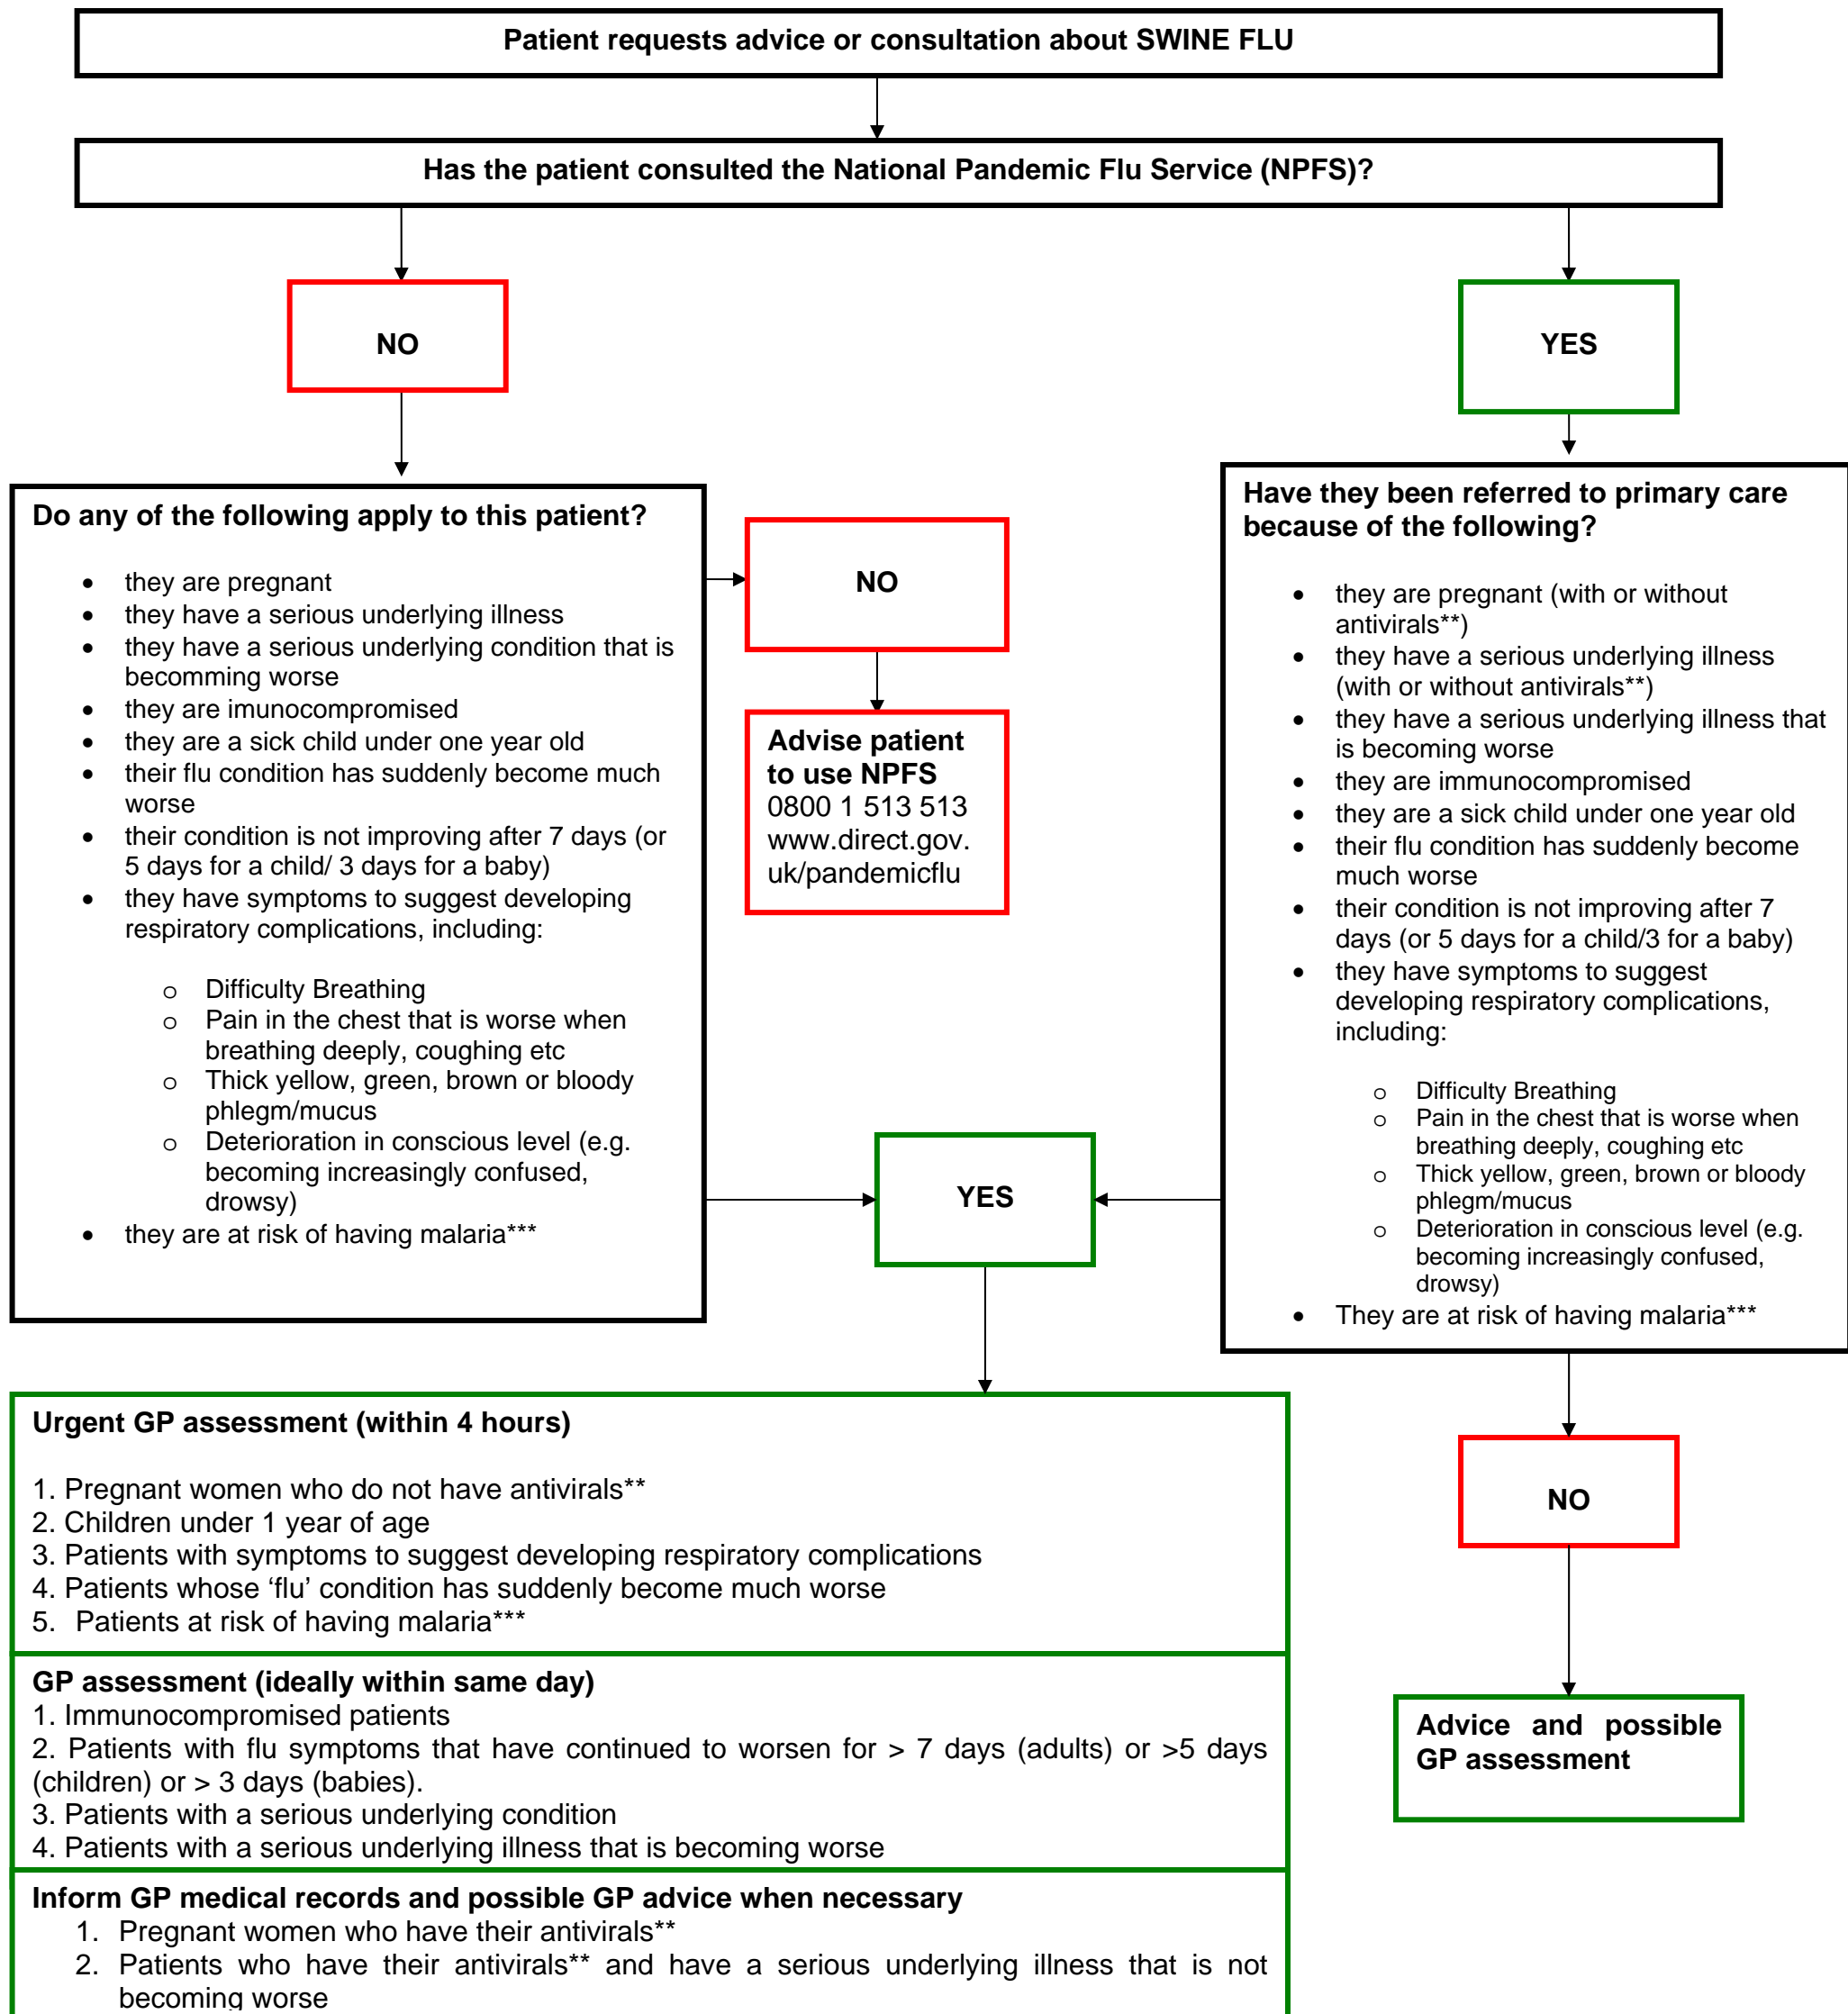 Patient requests advice or consultation about SWINE FLU
Has the patient consulted the National Pandemic Flu Service (NPFS)?
NO
YES
Do any of the following apply to this patient?
• they are pregnant
• they have a serious underlying illness
• they have a serious underlying condition that is
becomming worse
• they are imunocompromised
• they are a sick child under one year old
• their flu condition has suddenly become much
worse
• their condition is not improving after 7 days (or
5 days for a child/ 3 days for a baby)
• they have symptoms to suggest developing
respiratory complications, including:
o Difficulty Breathing
o Pain in the chest that is worse when
breathing deeply, coughing etc
o Thick yellow, green, brown or bloody
phlegm/mucus
o Deterioration in conscious level (e.g.
becoming increasingly confused,
drowsy)
• they are at risk of having malaria***
NO
Advise patient
to use NPFS
0800 1 513 513
www.direct.gov.
uk/pandemicflu
Have they been referred to primary care
because of the following?
• they are pregnant (with or without
antivirals**)
• they have a serious underlying illness
(with or without antivirals**)
• they have a serious underlying illness that
is becoming worse
• they are immunocompromised
• they are a sick child under one year old
• their flu condition has suddenly become
much worse
• their condition is not improving after 7
days (or 5 days for a child/3 for a baby)
• they have symptoms to suggest
developing respiratory complications,
including:
o Difficulty Breathing
o Pain in the chest that is worse when
breathing deeply, coughing etc
o Thick yellow, green, brown or bloody
phlegm/mucus
o Deterioration in conscious level (e.g.
becoming increasingly confused,
drowsy)
• They are at risk of having malaria***
YES
Urgent GP assessment (within 4 hours)
1. Pregnant women who do not have antivirals**
2. Children under 1 year of age
3. Patients with symptoms to suggest developing respiratory complications
4. Patients whose ‘flu’ condition has suddenly become much worse
5. Patients at risk of having malaria***
GP assessment (ideally within same day)
1. Immunocompromised patients
2. Patients with flu symptoms that have continued to worsen for > 7 days (adults) or >5 days
(children) or > 3 days (babies).
3. Patients with a serious underlying condition
4. Patients with a serious underlying illness that is becoming worse
Inform GP medical records and possible GP advice when necessary
1. Pregnant women who have their antivirals**
2. Patients who have their antivirals** and have a serious underlying illness that is not
becoming worse
NO
Advice and possible
GP assessment